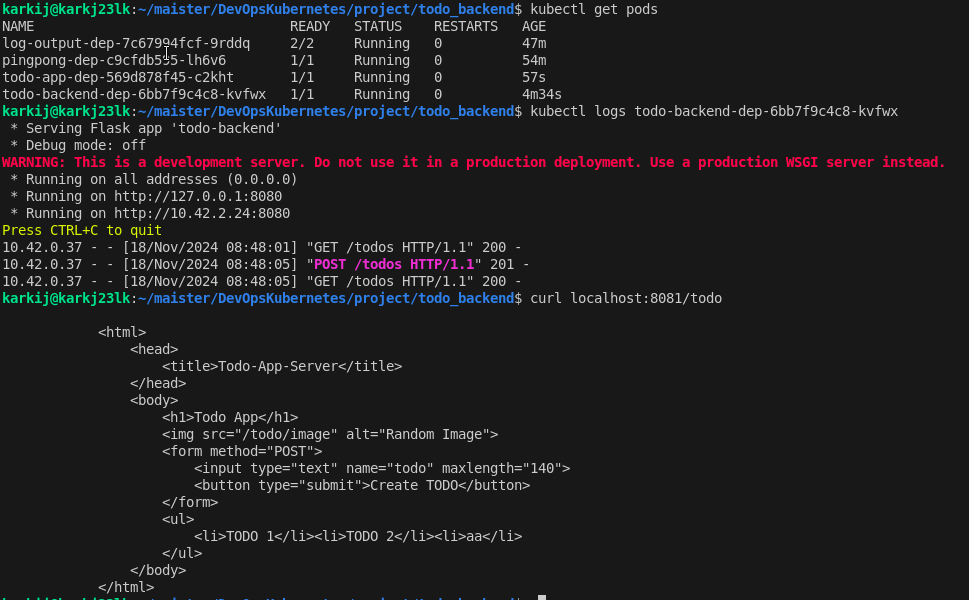 karkij@karkj23lk:~/maister/DevOpsKubernetes/project/todo_backend$ kubectl get pods
NAME READY STATUS RESTARTS AGE
log-output-dep-7c67994fcf-9rddq 2/2 Running 0 47m
pingpong-dep-c9cfdb5b5-lh6v6 1/1 Running 0 54m
todo-app-dep-569d878f45-c2kht 1/1 Running 0 57s
todo-backend-dep-6bb7f9c4c8-kvfwx 1/1 Running 0 4m34s
karkij@karkj23lk:~/maister/DevOpsKubernetes/project/todo_backend$ kubectl logs todo-backend-dep-6bb7f9c4c8-kvfwx
* Serving Flask app 'todo-backend'
* Debug mode: off
WARNING: This is a development server. Do not use it in a production deployment. Use a production WSGI server instead.
* Running on all addresses (0.0.0.0)
* Running on http://127.0.0.1:8080
* Running on http://10.42.2.24:8080
Press CTRL+C to quit
10.42.0.37 - - [18/Nov/2024 08:48:01] "GET /todos HTTP/1.1" 200 -
10.42.0.37 - - [18/Nov/2024 08:48:05] "POST /todos HTTP/1.1" 201 -
10.42.0.37 - - [18/Nov/2024 08:48:05] "GET /todos HTTP/1.1" 200 -
karkij@karkj23lk:~/maister/DevOpsKubernetes/project/todo_backend$ curl localhost:8081/todo
<html>
<head>
<title>Todo-App-Server</title>
</head>
<body>
<h1>Todo App</h1>
<img src="/todo/image" alt="Random Image">
<form method="POST">
<input type="text" name="todo" maxlength="140">
<button type="submit">Create TODO</button>
</form>
<ul>
<li>TODO 1</li><li>TODO 2</li><li>aa</li>
</ul>
</body>
</html>